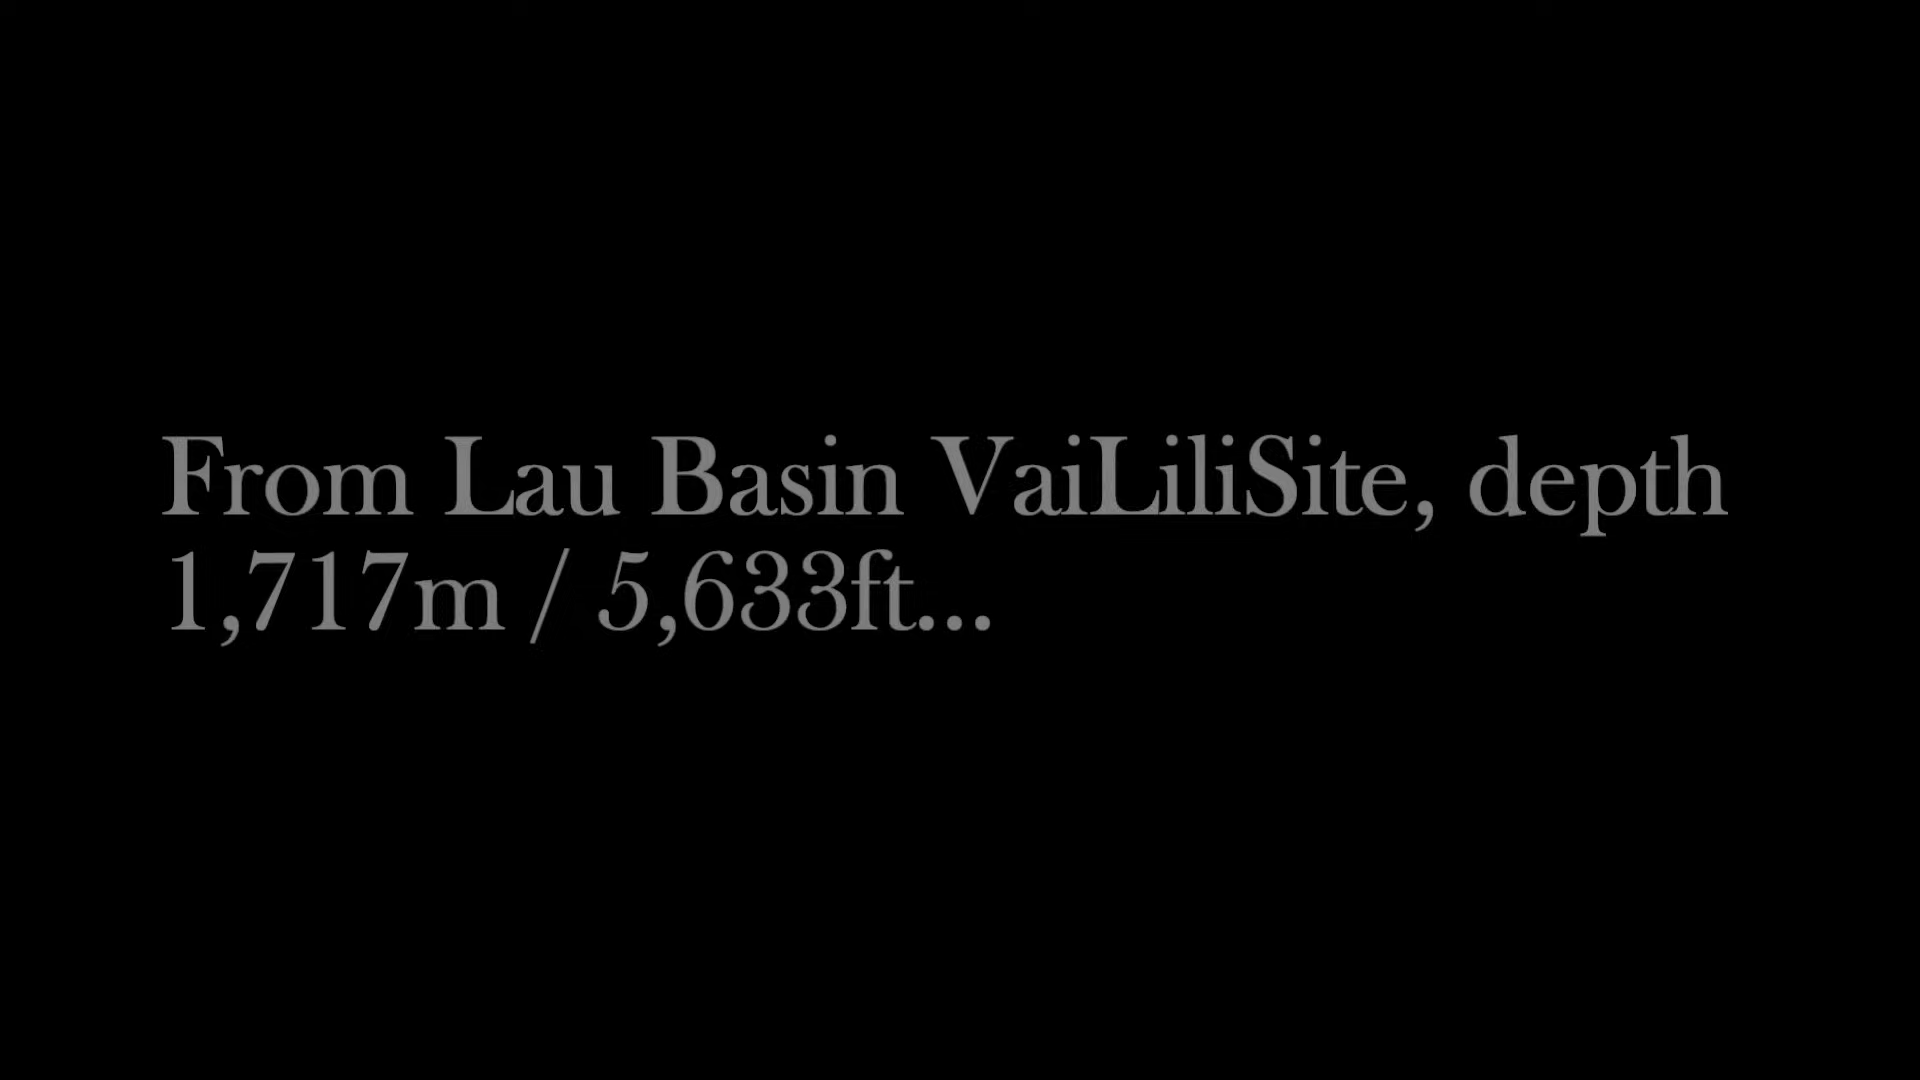 From Lau Basin VaiLiliSite, depth
1,717m / 5,633ft...